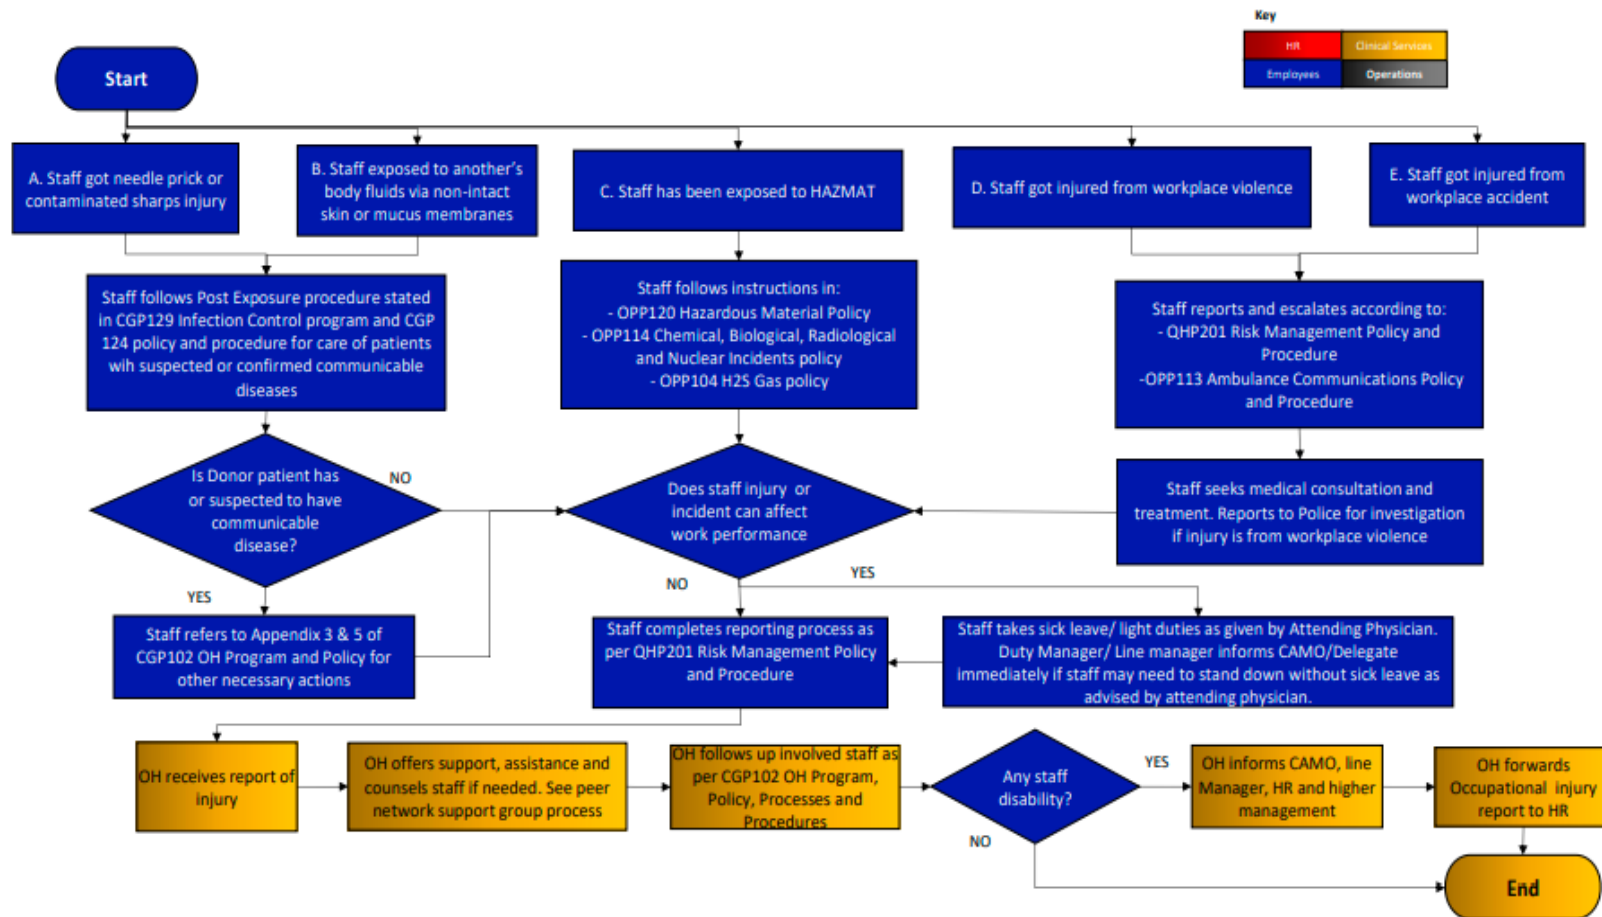 Key
HR
Clinical Services
Employees
Operations
Start
A. Staff got needle prick or
contaminated sharps injury
B. Staff exposed to another's
body fluids via non-intact
skin or mucus membranes
C. Staff has been exposed to HAZMAT
D. Staff got injured from workplace violence
E. Staff got injured from
workplace accident
Staff follows Post Exposure procedure stated
in CGP129 Infection Control program and CGP
124 policy and procedure for care of patients
wih suspected or confirmed communicable
diseases
Staff follows instructions in:
- OPP120 Hazardous Material Policy
- OPP114 Chemical, Biological, Radiological
and Nuclear Incidents policy
- OPP104 H2S Gas policy
Staff reports and escalates according to:
- QHP201 Risk Management Policy and
Procedure
-OPP113 Ambulance Communications Policy
and Procedure
Is Donor patient has
or suspected to have
communicable
disease?
NO
YES
Does staff injury or
incident can affect
work performance
NO
YES
Staff seeks medical consultation and
treatment. Reports to Police for investigation
if injury is from workplace violence
Staff refers to Appendix 3 & 5 of
CGP102 OH Program and Policy for
other necessary actions
Staff completes reporting process as
per QHP201 Risk Management Policy
and Procedure
Staff takes sick leave/ light duties as given by Attending Physician.
Duty Manager/ Line manager informs CAMO/Delegate
immediately if staff may need to stand down without sick leave as
advised by attending physician.
OH receives report of
injury
OH offers support, assistance and
counsels staff if needed. See peer
network support group process
OH follows up involved staff as
per CGP102 OH Program,
Policy, Processes and
Procedures
Any staff
disability?
YES
NO
OH informs CAMO, line
Manager, HR and higher
management
OH forwards
Occupational injury
report to HR
End